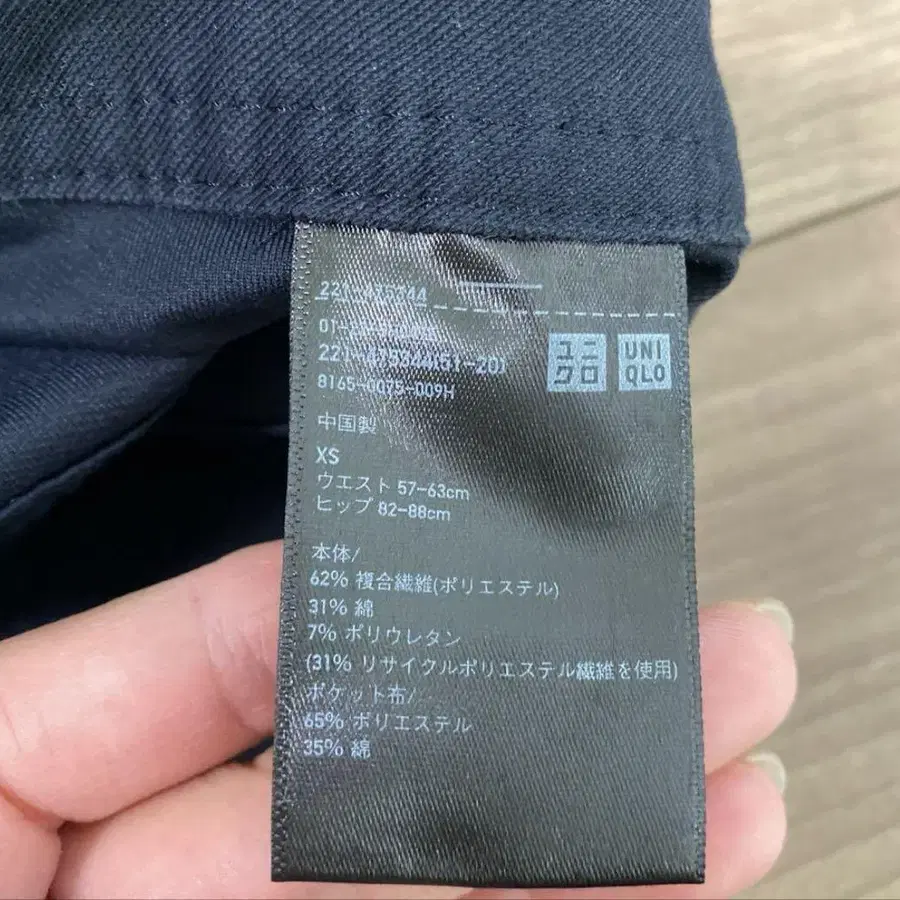 221-475344
ユニ
クロ
UNI
QLO
8165-0075-009H
中国製
XS
ウエスト 57-63cm
ヒップ 82-88cm
本体/
62% 複合繊維(ポリエステル)
31% 綿
7% ポリウレタン
(31% リサイクルポリエステル繊維を使用)
ポケット布/
65% ポリエステル
35% 綿